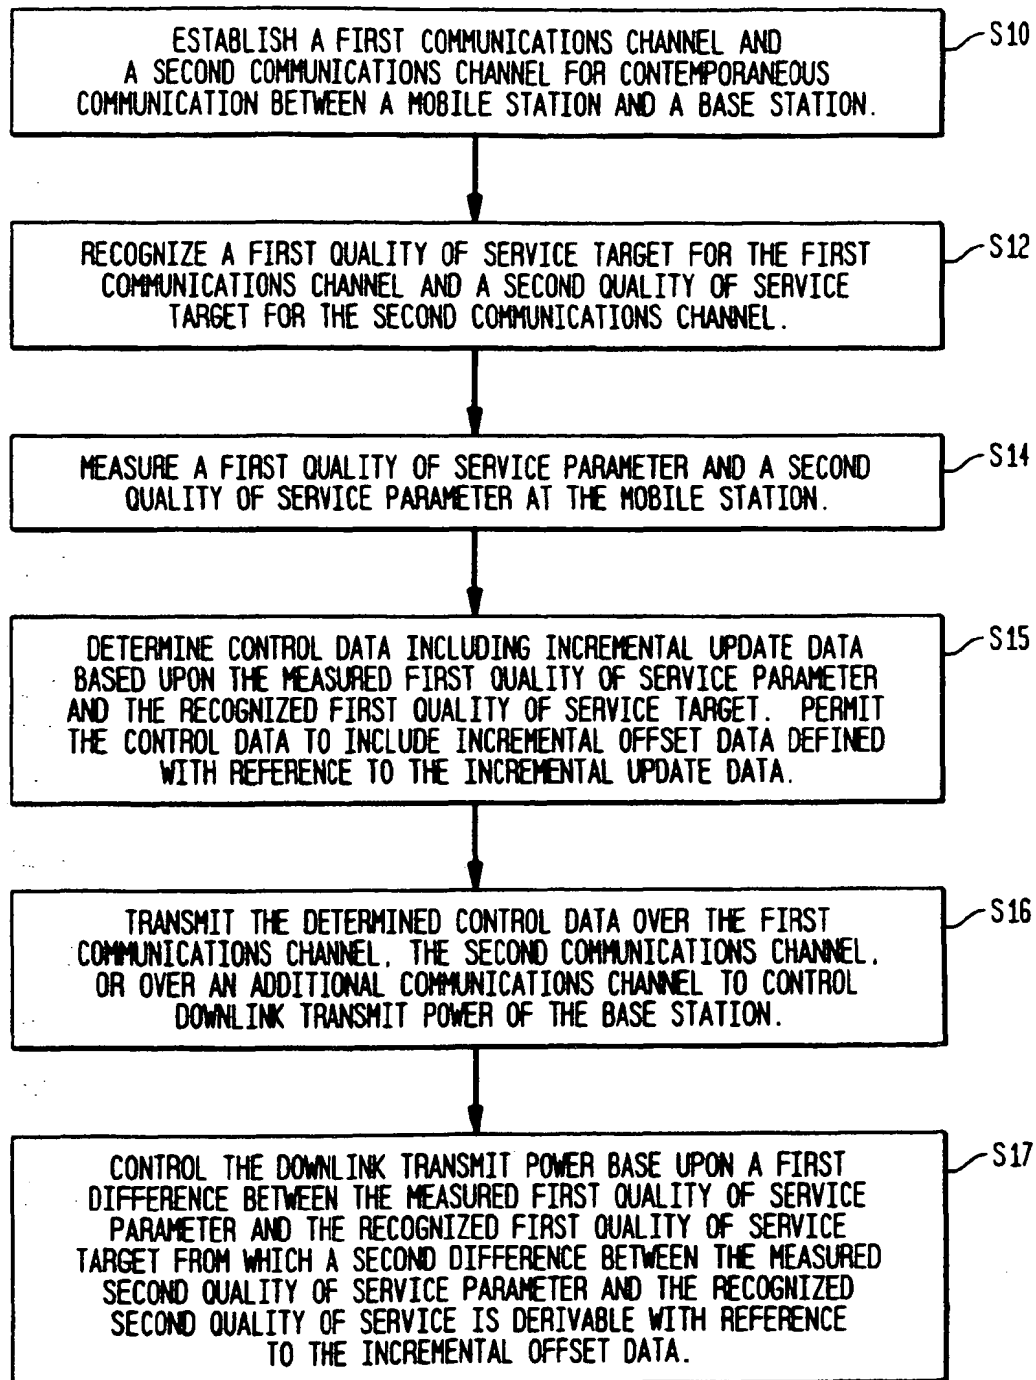 ESTABLISH A FIRST COMMUNICATIONS CHANNEL AND
A SECOND COMMUNICATIONS CHANNEL FOR CONTEMPORANEOUS
COMMUNICATION BETWEEN A MOBILE STATION AND A BASE STATION.
S10
RECOGNIZE A FIRST QUALITY OF SERVICE TARGET FOR THE FIRST
COMMUNICATIONS CHANNEL AND A SECOND QUALITY OF SERVICE
TARGET FOR THE SECOND COMMUNICATIONS CHANNEL.
S12
MEASURE A FIRST QUALITY OF SERVICE PARAMETER AND A SECOND
QUALITY OF SERVICE PARAMETER AT THE MOBILE STATION.
S14
DETERMINE CONTROL DATA INCLUDING INCREMENTAL UPDATE DATA
BASED UPON THE MEASURED FIRST QUALITY OF SERVICE PARAMETER
AND THE RECOGNIZED FIRST QUALITY OF SERVICE TARGET. PERMIT
THE CONTROL DATA TO INCLUDE INCREMENTAL OFFSET DATA DEFINED
WITH REFERENCE TO THE INCREMENTAL UPDATE DATA.
S15
TRANSMIT THE DETERMINED CONTROL DATA OVER THE FIRST
COMMUNICATIONS CHANNEL, THE SECOND COMMUNICATIONS CHANNEL,
OR OVER AN ADDITIONAL COMMUNICATIONS CHANNEL TO CONTROL
DOWNLINK TRANSMIT POWER OF THE BASE STATION.
S16
CONTROL THE DOWNLINK TRANSMIT POWER BASE UPON A FIRST
DIFFERENCE BETWEEN THE MEASURED FIRST QUALITY OF SERVICE
PARAMETER AND THE RECOGNIZED FIRST QUALITY OF SERVICE
TARGET FROM WHICH A SECOND DIFFERENCE BETWEEN THE MEASURED
SECOND QUALITY OF SERVICE PARAMETER AND THE RECOGNIZED
SECOND QUALITY OF SERVICE IS DERIVABLE WITH REFERENCE
TO THE INCREMENTAL OFFSET DATA.
S17